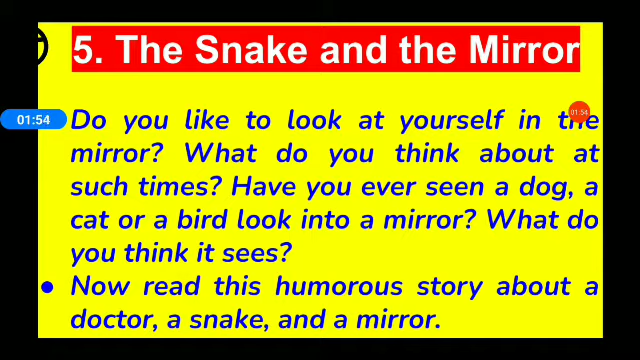 5. The Snake and the Mirror
01:54
01:54
Do you like to look at yourself in the
mirror? What do you think about at
such times? Have you ever seen a dog, a
cat or a bird look into a mirror? What do
you think it sees?
● Now read this humorous story about a
doctor, a snake, and a mirror.